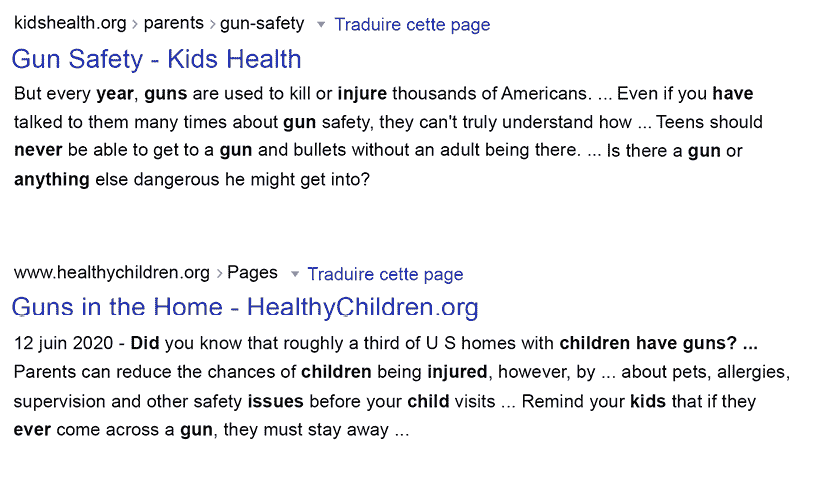 kidshealth.org › parents › gun-safety ▼ Traduire cette page
Gun Safety - Kids Health
But every year, guns are used to kill or injure thousands of Americans. ... Even if you have
talked to them many times about gun safety, they can't truly understand how ... Teens should
never be able to get to a gun and bullets without an adult being there. ... Is there a gun or
anything else dangerous he might get into?
www.healthychildren.org › Pages ▼ Traduire cette page
Guns in the Home - HealthyChildren.org
12 juin 2020 - Did you know that roughly a third of U S homes with children have guns? ...
Parents can reduce the chances of children being injured, however, by ... about pets, allergies,
supervision and other safety issues before your child visits ... Remind your kids that if they
ever come across a gun, they must stay away ...